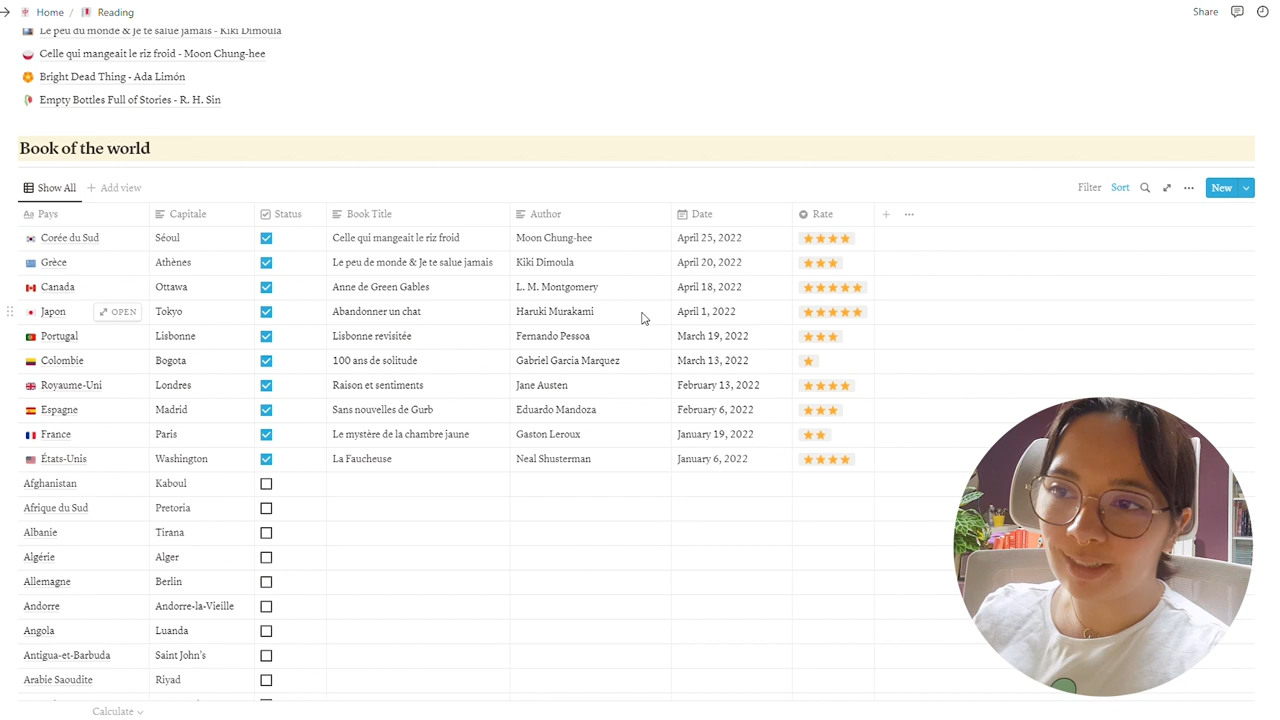 Home / Reading
Share
Le peu du monde & Je te salue jamais - Kiki Dimoula
Celle qui mangeait le riz froid - Moon Chung-hee
Bright Dead Thing - Ada Limón
Empty Bottles Full of Stories - R. H. Sin
Book of the world
Show All + Add view
Filter Sort New
Aa Pays Capitale Status Book Title Author Date Rate
Corée du Sud Séoul Celle qui mangeait le riz froid Moon Chung-hee April 25, 2022
Grèce Athènes Le peu de monde & Je te salue jamais Kiki Dimoula April 20, 2022
Canada Ottawa Anne de Green Gables L. M. Montgomery April 18, 2022
Japon OPEN Tokyo Abandonner un chat Haruki Murakami April 1, 2022
Portugal Lisbonne Lisbonne revisitée Fernando Pessoa March 19, 2022
Colombie Bogota 100 ans de solitude Gabriel Garcia Marquez March 13, 2022
Royaume-Uni Londres Raison et sentiments Jane Austen February 13, 2022
Espagne Madrid Sans nouvelles de Gurb Eduardo Mandoza February 6, 2022
France Paris Le mystère de la chambre jaune Gaston Leroux January 19, 2022
États-Unis Washington La Faucheuse Neal Shusterman January 6, 2022
Afghanistan Kaboul
Afrique du Sud Pretoria
Albanie Tirana
Algérie Alger
Allemagne Berlin
Andorre Andorre-la-Vieille
Angola Luanda
Antigua-et-Barbuda Saint John's
Arabie Saoudite Riyad
Calculate